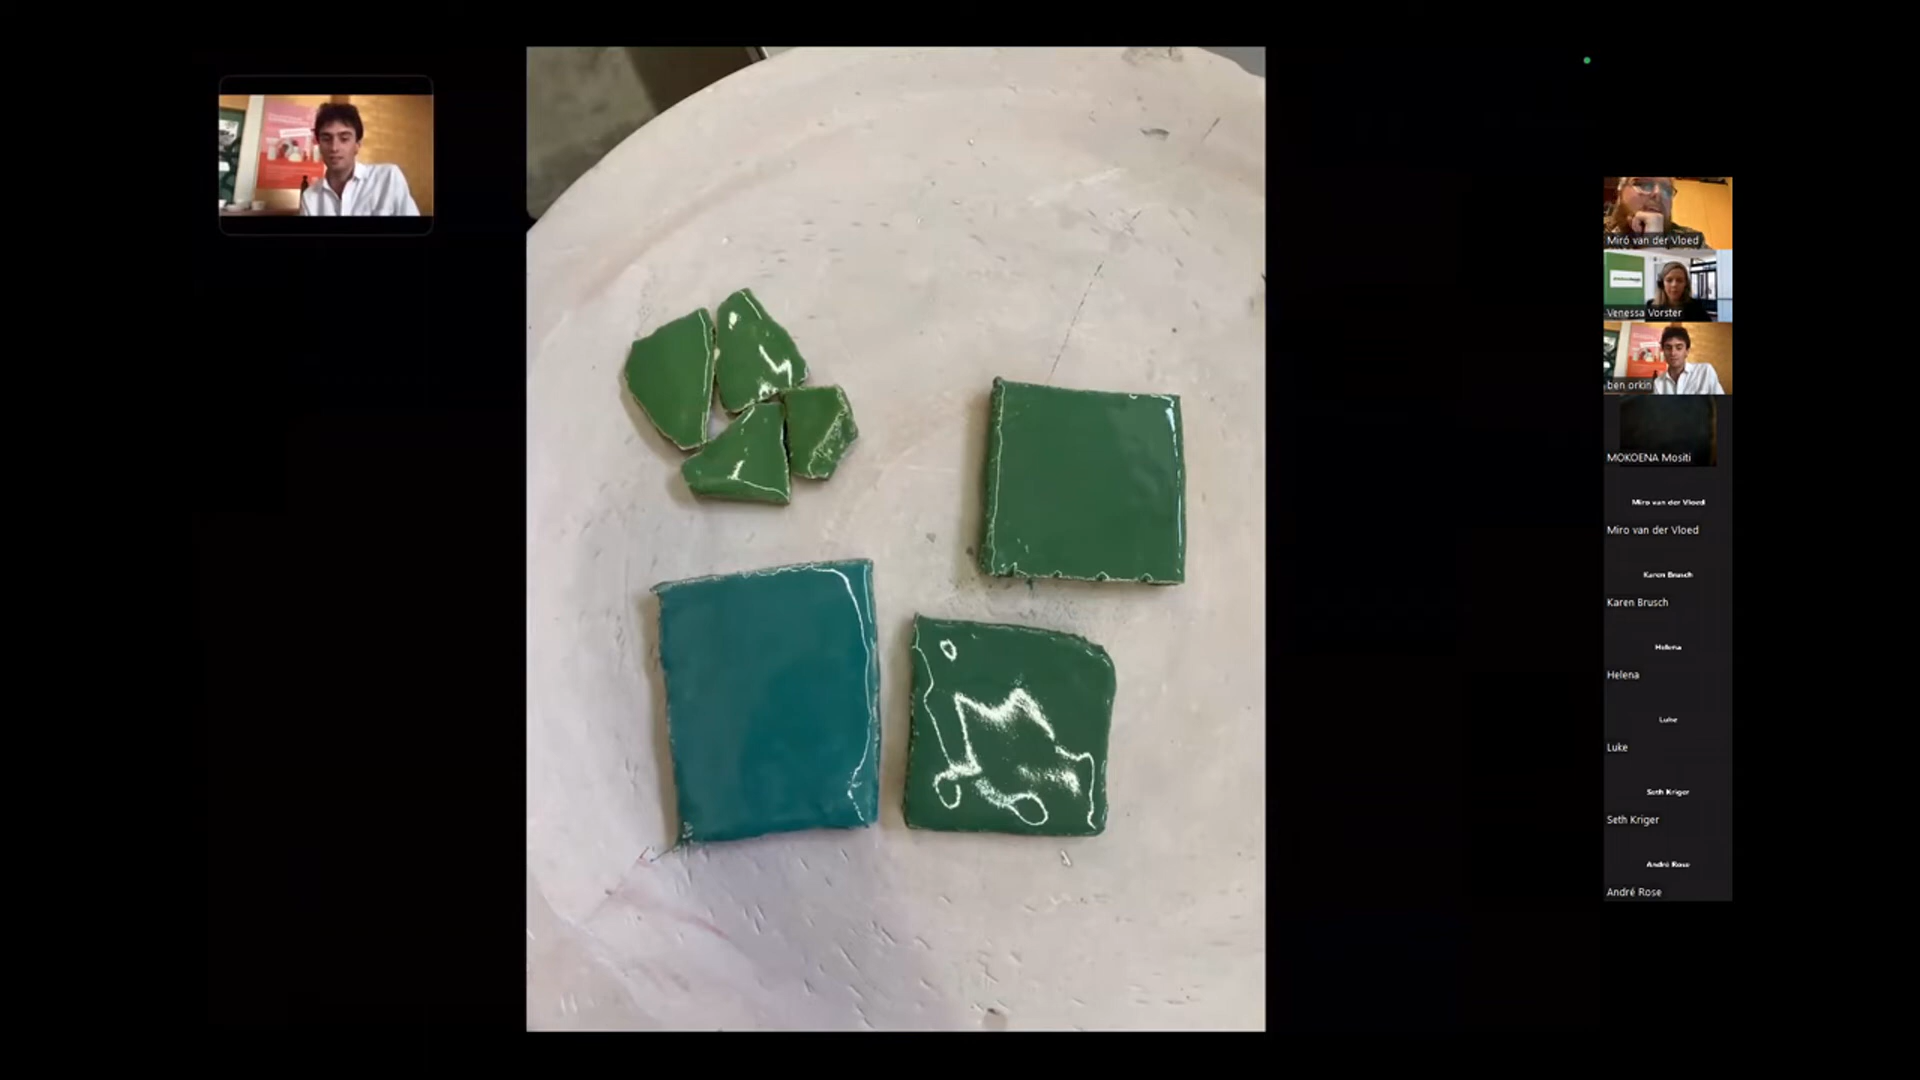 Miró van der Vloed
Venessa Vorster
ben orkin
MOKOENA Mositi
Miro van der Vloed
Miro van der Vloed
Karen Brusch
Karen Brusch
Helena
Helena
Luke
Luke
Seth Kriger
Seth Kriger
André Rose
André Rose